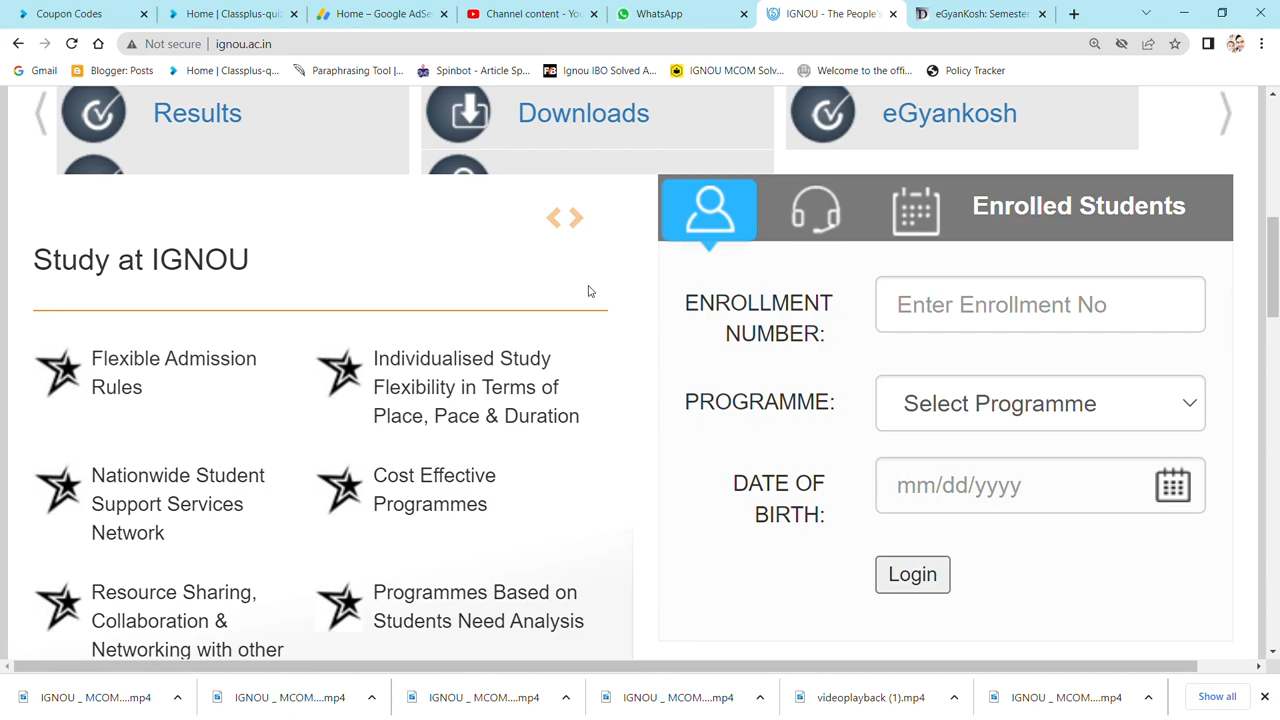 Coupon Codes
Classplus-quiz
Home – Google AdSe
Channel content - You
WhatsApp
IGNOU - The People's
eGyanKosh: Semester
Not secure | ignou.ac.in
Gmail
Blogger: Posts
Home | Classplus-q...
Paraphrasing Tool |...
Spinbot - Article Sp...
Ignou IBO Solved A...
IGNOU MCOM Solv...
Welcome to the offi...
Policy Tracker
Results
Downloads
eGyankosh
Study at IGNOU
Flexible Admission
Rules
Individualised Study
Flexibility in Terms of
Place, Pace & Duration
Nationwide Student
Support Services
Network
Cost Effective
Programmes
Resource Sharing,
Collaboration &
Networking with other
Programmes Based on
Students Need Analysis
Enrolled Students
ENROLLMENT
NUMBER:
Enter Enrollment No
PROGRAMME:
Select Programme
DATE OF
BIRTH:
mm/dd/yyyy
Login
IGNOU _ MCOM....mp4
IGNOU _ MCOM....mp4
IGNOU _ MCOM....mp4
IGNOU _ MCOM....mp4
videoplayback (1).mp4
IGNOU _ MCOM....mp4
Show all